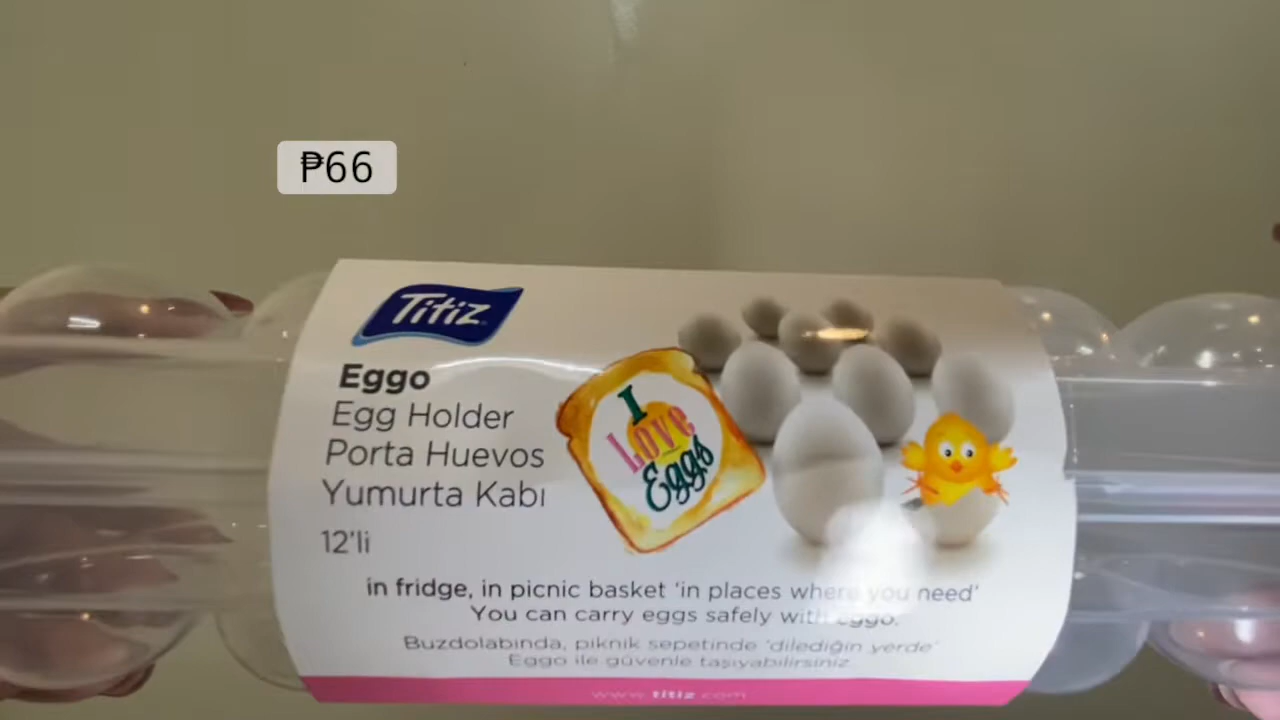 ₱66
Titiz
Eggo
Egg Holder
Porta Huevos
Yumurta Kabı
12'li
I
Love
Eggs
in fridge, in picnic basket 'in places where you need'
You can carry eggs safely with eggo.
Buzdolabında, piknik sepetinde 'dilediğin yerde'
Eggo ile güvenle taşıyabilirsiniz
www.titiz.com